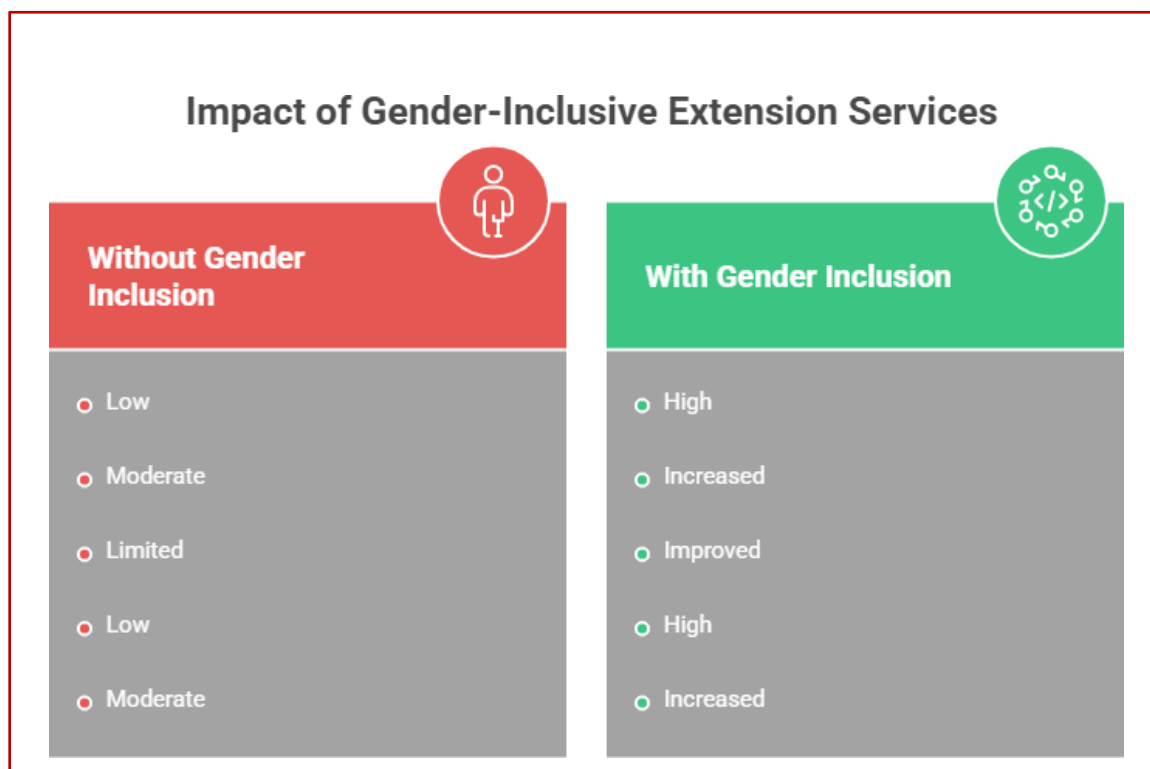 Impact of Gender-Inclusive Extension Services
Without Gender
Inclusion
Low
Moderate
Limited
Low
Moderate
With Gender Inclusion
</>
High
Increased
Improved
High
Increased